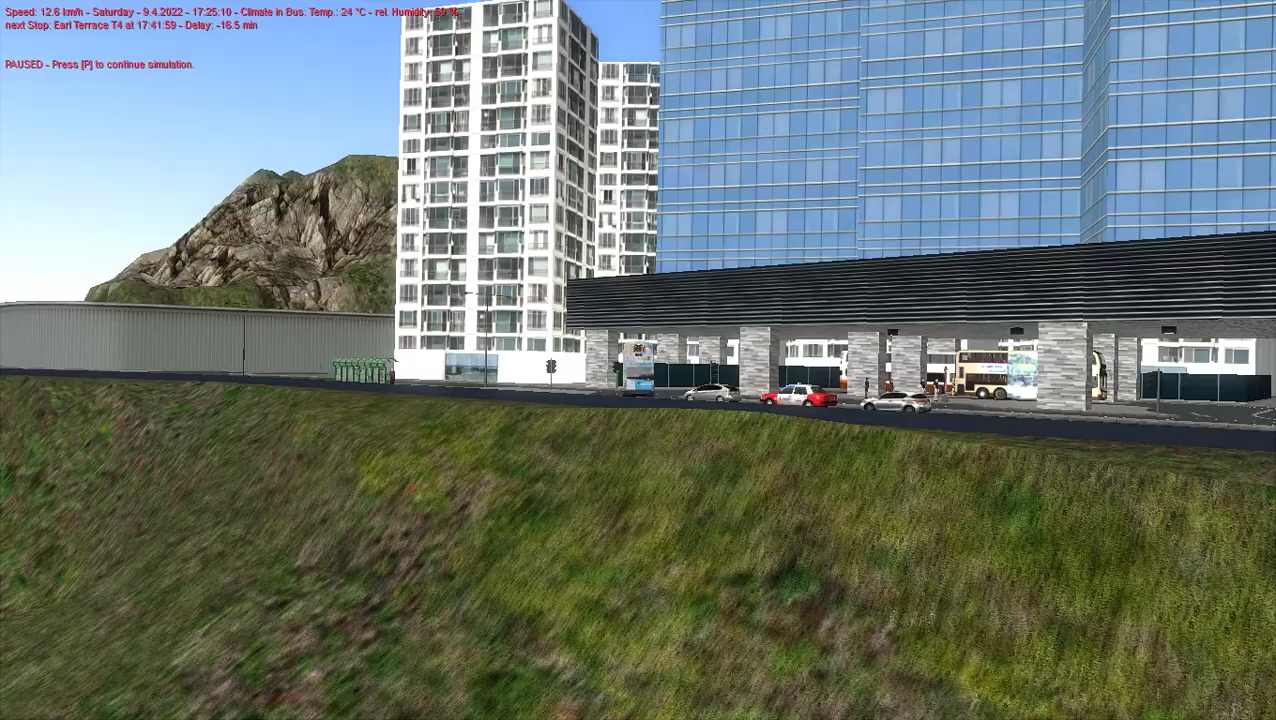 Speed: 12.6 km/h - Saturday - 9.4.2022 - 17:25:10 - Climate in Bus: Temp.: 24 °C - rel. Humidity: 59 %
next Stop: Earl Terrace T4 at 17:41:59 - Delay: -16.5 min
PAUSED - Press [P] to continue simulation.